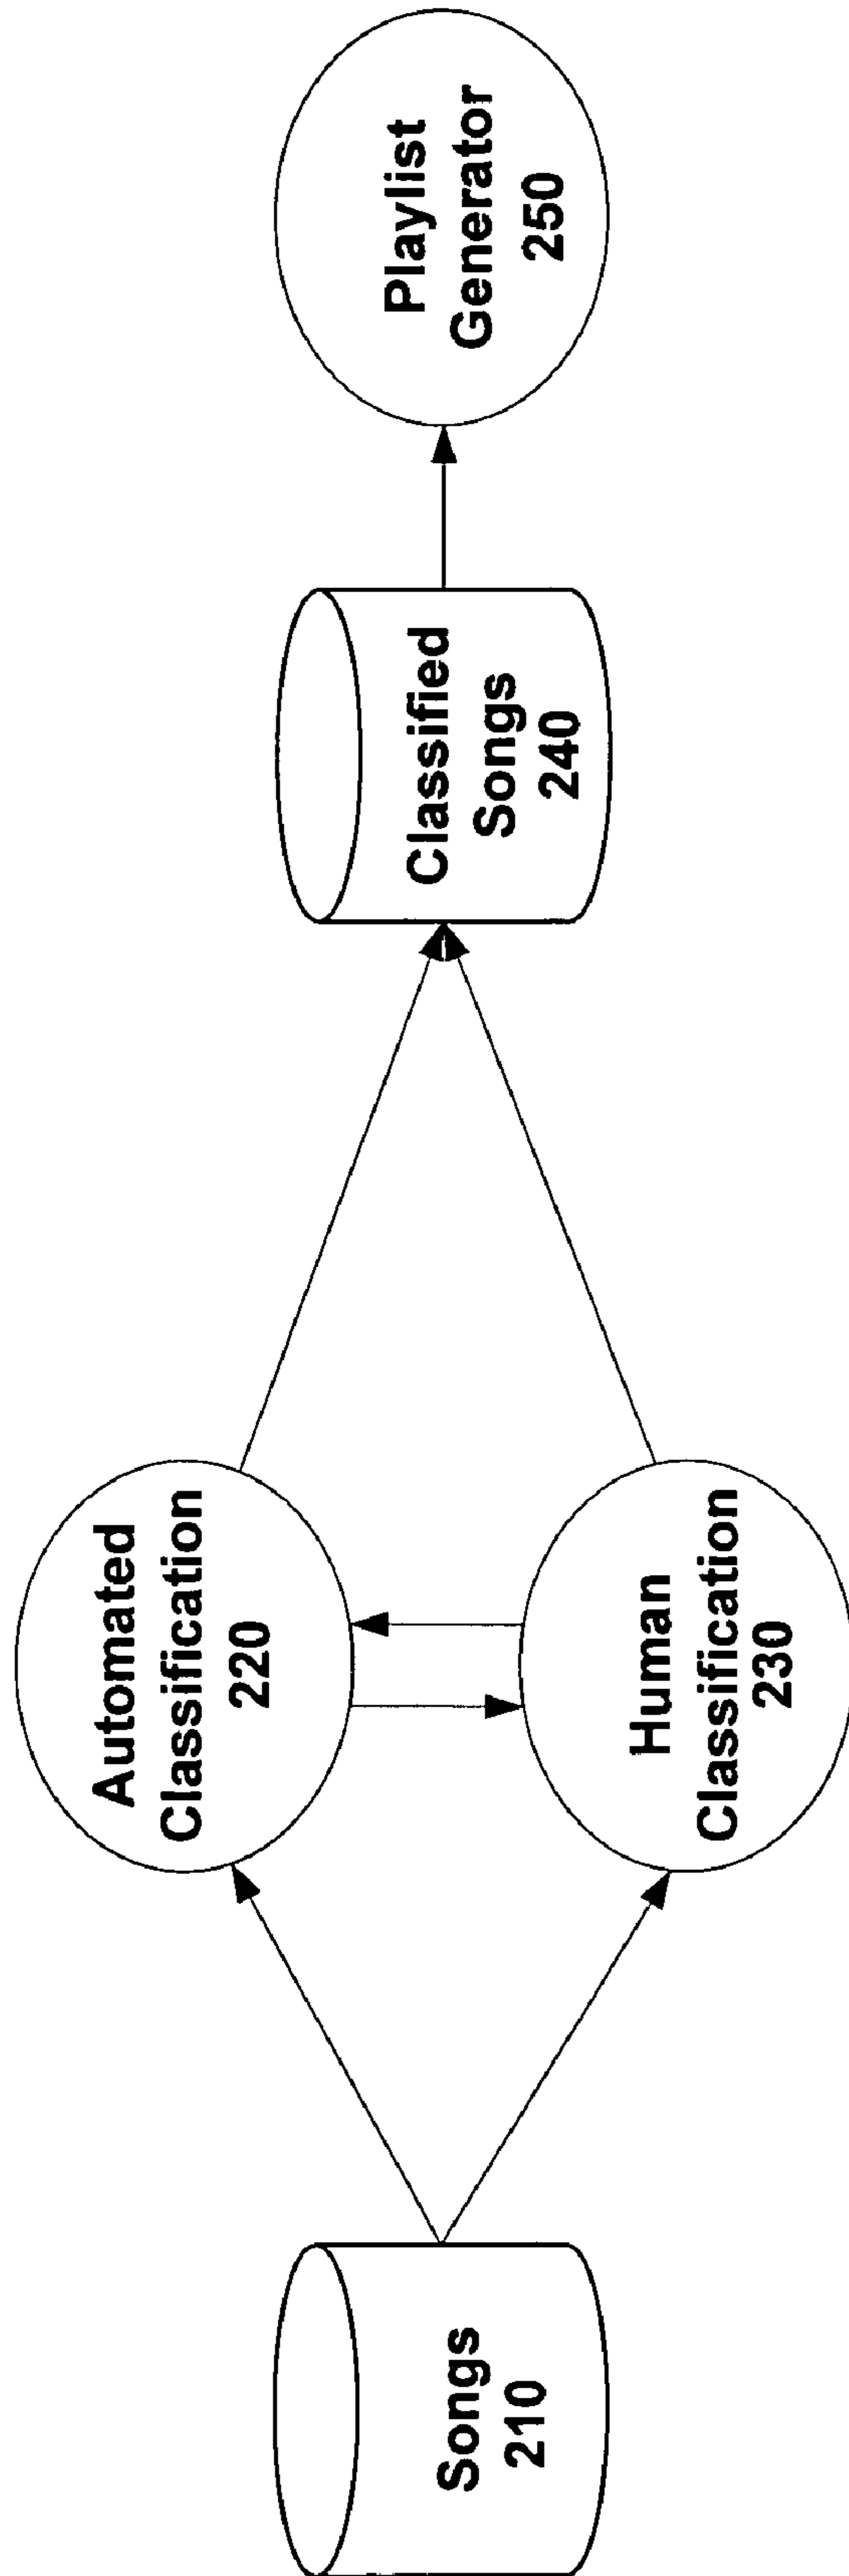 Songs
210
Automated
Classification
220
Human
Classification
230
Classified
Songs
240
Playlist
Generator
250